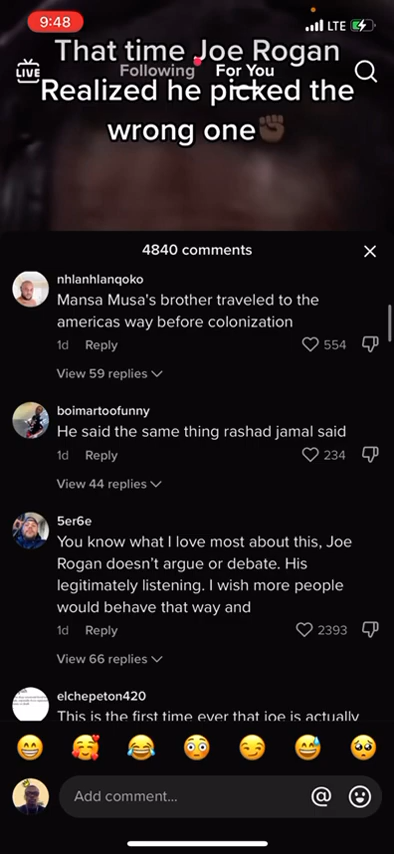 9:48
LTE
That time Joe Rogan
LIVE
Following
For You
Realized he picked the
wrong one✊🏿
4840 comments
nhlanhlanqoko
Mansa Musa's brother traveled to the
americas way before colonization
1d Reply 554
View 59 replies
boimartoofunny
He said the same thing rashad jamal said
1d Reply 234
View 44 replies
5er6e
You know what I love most about this, Joe
Rogan doesn't argue or debate. His
legitimately listening. I wish more people
would behave that way and
1d Reply 2393
View 66 replies
elchepeton420
This is the first time ever that joe is actually
😁 🥰 😂 😳 😏 😅 🥺
Add comment... @